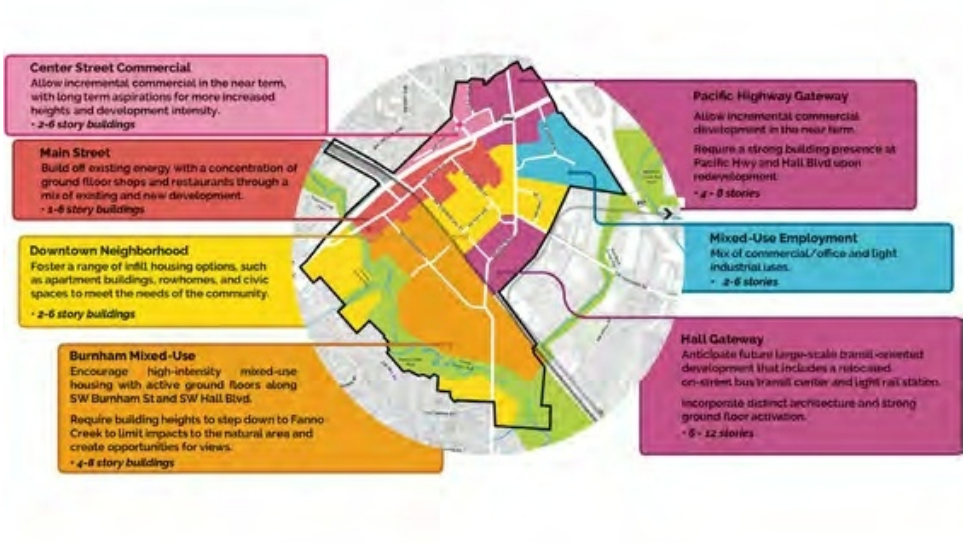 Center Street Commercial
Allow incremental commercial in the near term,
with long term aspirations for more increased
heights and development intensity.
• 2-6 story buildings
Main Street
Build off existing energy with a concentration of
ground floor shops and restaurants through a
mix of existing and new development.
• 1-6 story buildings
Downtown Neighborhood
Foster a range of infill housing options, such
as apartment buildings, rowhomes, and civic
spaces to meet the needs of the community.
• 2-6 story buildings
Burnham Mixed-Use
Encourage high-intensity mixed-use
housing with active ground floors along
SW Burnham St and SW Hall Blvd.
Require building heights to step down to Fanno
Creek to limit impacts to the natural area and
create opportunities for views.
• 4-8 story buildings
Pacific Highway Gateway
Allow incremental commercial
development in the near term.
Require a strong building presence at
Pacific Hwy and Hall Blvd upon
redevelopment.
• 4 - 8 stories
Mixed-Use Employment
Mix of commercial/office and light
industrial uses.
• 2-6 stories
Hall Gateway
Anticipate future large-scale transit-oriented
development that includes a relocated
on-street bus transit center and light rail station.
Incorporate distinct architecture and strong
ground floor activation.
• 6 - 12 stories